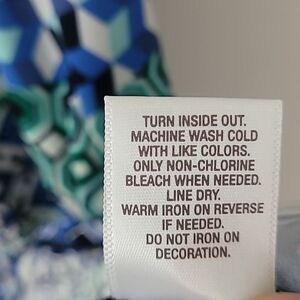 TURN INSIDE OUT.
MACHINE WASH COLD
WITH LIKE COLORS.
ONLY NON-CHLORINE
BLEACH WHEN NEEDED.
LINE DRY.
WARM IRON ON REVERSE
IF NEEDED.
DO NOT IRON ON
DECORATION.